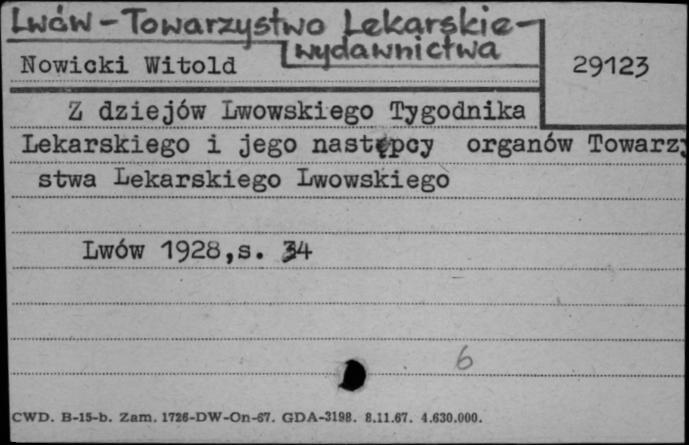 Lwów - Towarzystwo Lekarskie -
wydawnictwa
Nowicki Witold
29123
Z dziejów Lwowskiego Tygodnika
Lekarskiego i jego następcy organów Towarzy
stwa Lekarskiego Lwowskiego
Lwów 1928, s. 34
6
CWD. B-15-b. Zam. 1726-DW-On-67. GDA-3198. 8.11.67. 4.630.000.